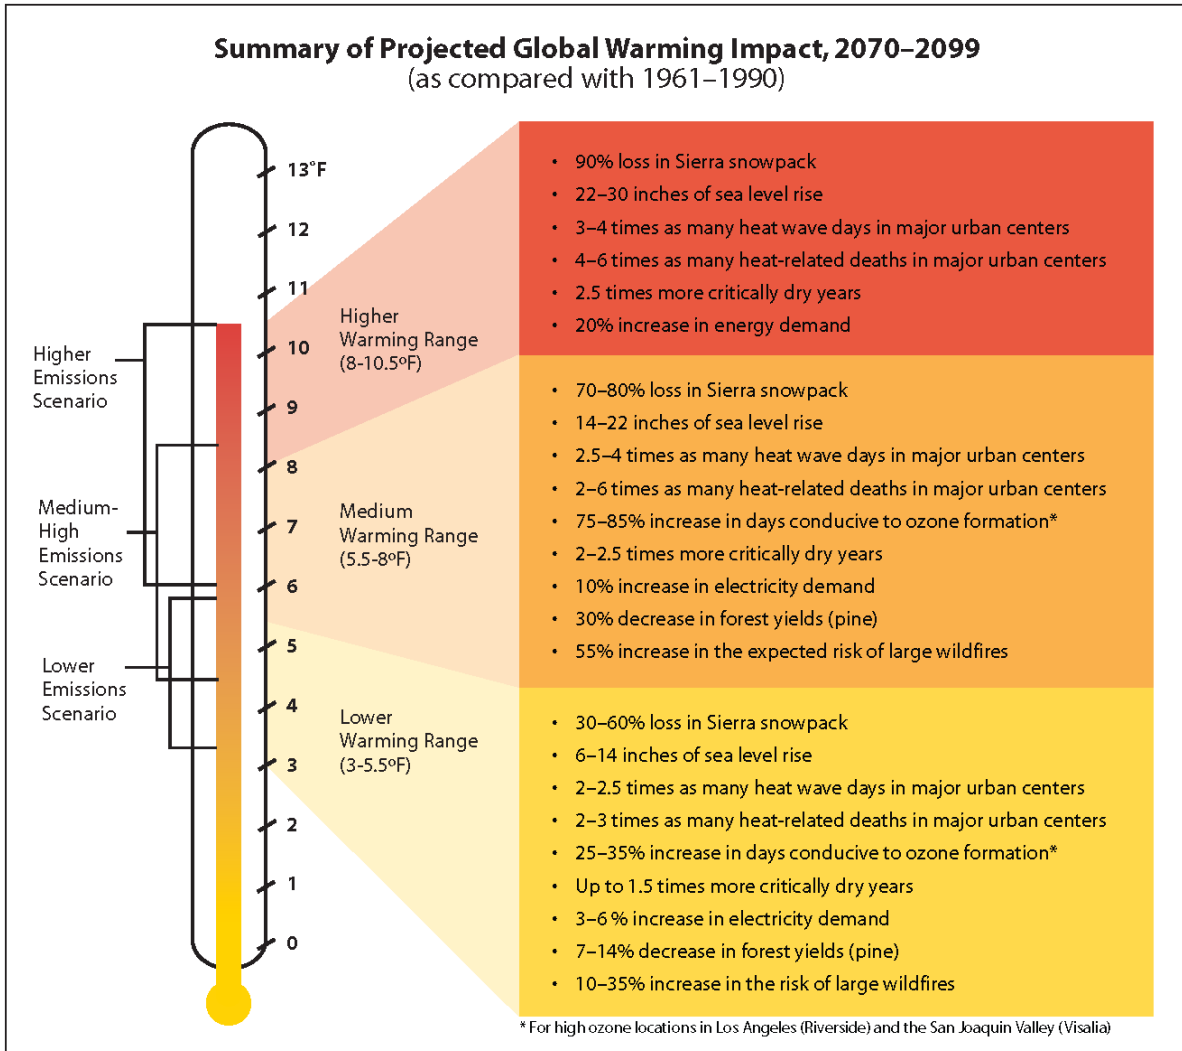 Summary of Projected Global Warming Impact, 2070–2099
(as compared with 1961–1990)
13˚F
12
11
10
9
8
7
6
5
4
3
2
1
0
Higher
Emissions
Scenario
Medium-
High
Emissions
Scenario
Lower
Emissions
Scenario
Higher
Warming Range
(8-10.5ºF)
Medium
Warming Range
(5.5-8ºF)
Lower
Warming Range
(3-5.5ºF)
• 90% loss in Sierra snowpack
• 22–30 inches of sea level rise
• 3–4 times as many heat wave days in major urban centers
• 4–6 times as many heat-related deaths in major urban centers
• 2.5 times more critically dry years
• 20% increase in energy demand
• 70–80% loss in Sierra snowpack
• 14–22 inches of sea level rise
• 2.5–4 times as many heat wave days in major urban centers
• 2–6 times as many heat-related deaths in major urban centers
• 75–85% increase in days conducive to ozone formation*
• 2–2.5 times more critically dry years
• 10% increase in electricity demand
• 30% decrease in forest yields (pine)
• 55% increase in the expected risk of large wildfires
• 30–60% loss in Sierra snowpack
• 6–14 inches of sea level rise
• 2–2.5 times as many heat wave days in major urban centers
• 2–3 times as many heat-related deaths in major urban centers
• 25–35% increase in days conducive to ozone formation*
• Up to 1.5 times more critically dry years
• 3–6 % increase in electricity demand
• 7–14% decrease in forest yields (pine)
• 10–35% increase in the risk of large wildfires
* For high ozone locations in Los Angeles (Riverside) and the San Joaquin Valley (Visalia)